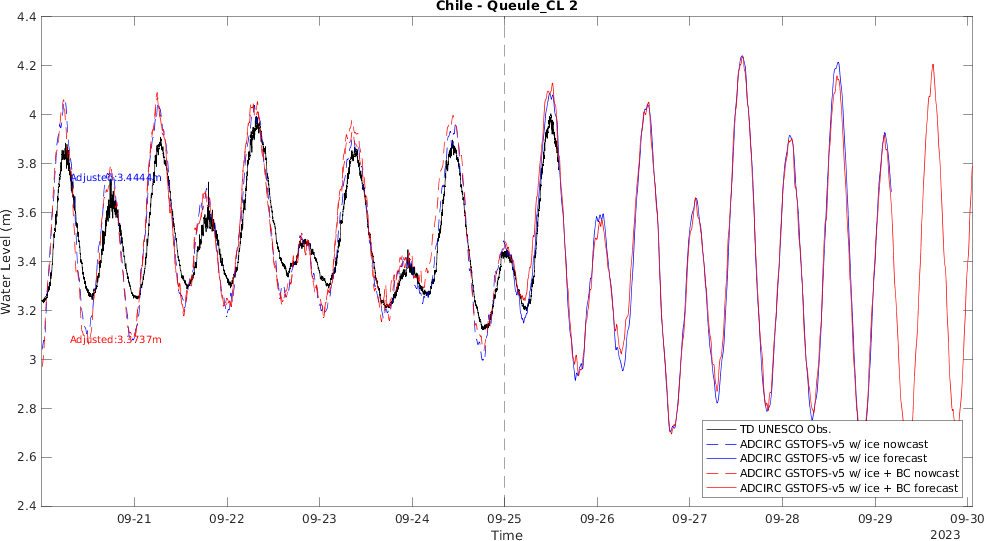 Chile - Queule_CL 2
4.4
4.2
4
3.8
3.6
3.4
3.2
3
2.8
2.6
2.4
Water Level (m)
Adjusted:3.4444m
Adjusted:3.3737m
TD UNESCO Obs.
ADCIRC GSTOFS-v5 w/ ice nowcast
ADCIRC GSTOFS-v5 w/ ice forecast
ADCIRC GSTOFS-v5 w/ ice + BC nowcast
ADCIRC GSTOFS-v5 w/ ice + BC forecast
09-21 09-22 09-23 09-24 09-25 09-26 09-27 09-28 09-29 09-30
Time
2023